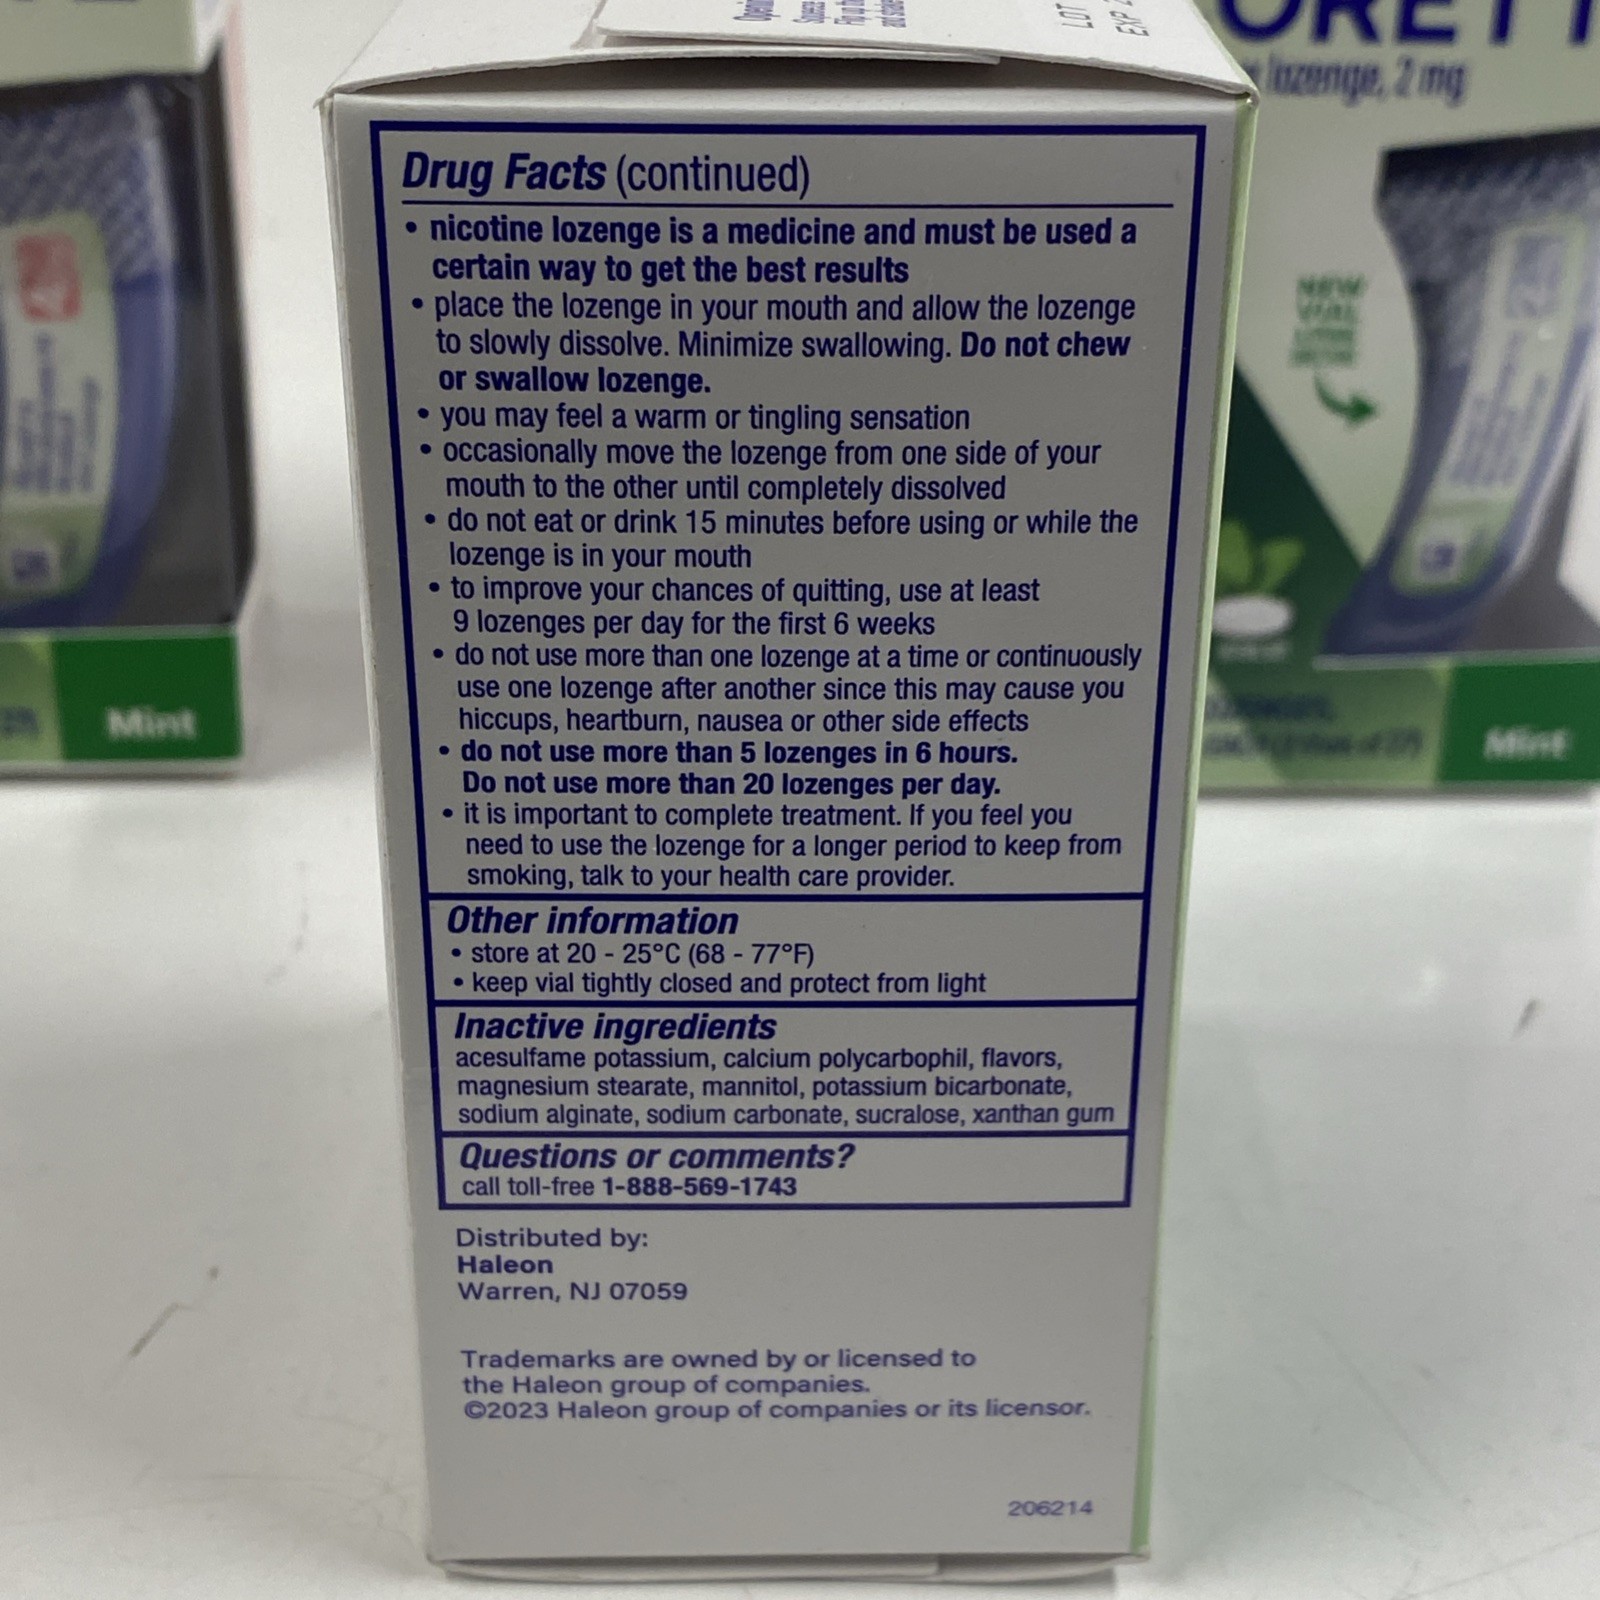 LOT
EXP
ORETT
lozenge, 2 mg
Drug Facts (continued)
• nicotine lozenge is a medicine and must be used a
certain way to get the best results
• place the lozenge in your mouth and allow the lozenge
to slowly dissolve. Minimize swallowing. Do not chew
or swallow lozenge.
• you may feel a warm or tingling sensation
• occasionally move the lozenge from one side of your
mouth to the other until completely dissolved
• do not eat or drink 15 minutes before using or while the
lozenge is in your mouth
• to improve your chances of quitting, use at least
9 lozenges per day for the first 6 weeks
• do not use more than one lozenge at a time or continuously
use one lozenge after another since this may cause you
hiccups, heartburn, nausea or other side effects
• do not use more than 5 lozenges in 6 hours.
Do not use more than 20 lozenges per day.
• it is important to complete treatment. If you feel you
need to use the lozenge for a longer period to keep from
smoking, talk to your health care provider.
Other information
• store at 20 - 25°C (68 - 77°F)
• keep vial tightly closed and protect from light
Inactive ingredients
acesulfame potassium, calcium polycarbophil, flavors,
magnesium stearate, mannitol, potassium bicarbonate,
sodium alginate, sodium carbonate, sucralose, xanthan gum
Questions or comments?
call toll-free 1-888-569-1743
Distributed by:
Haleon
Warren, NJ 07059
Trademarks are owned by or licensed to
the Haleon group of companies.
©2023 Haleon group of companies or its licensor.
206214
Mint
NEW
VIAL
Mint